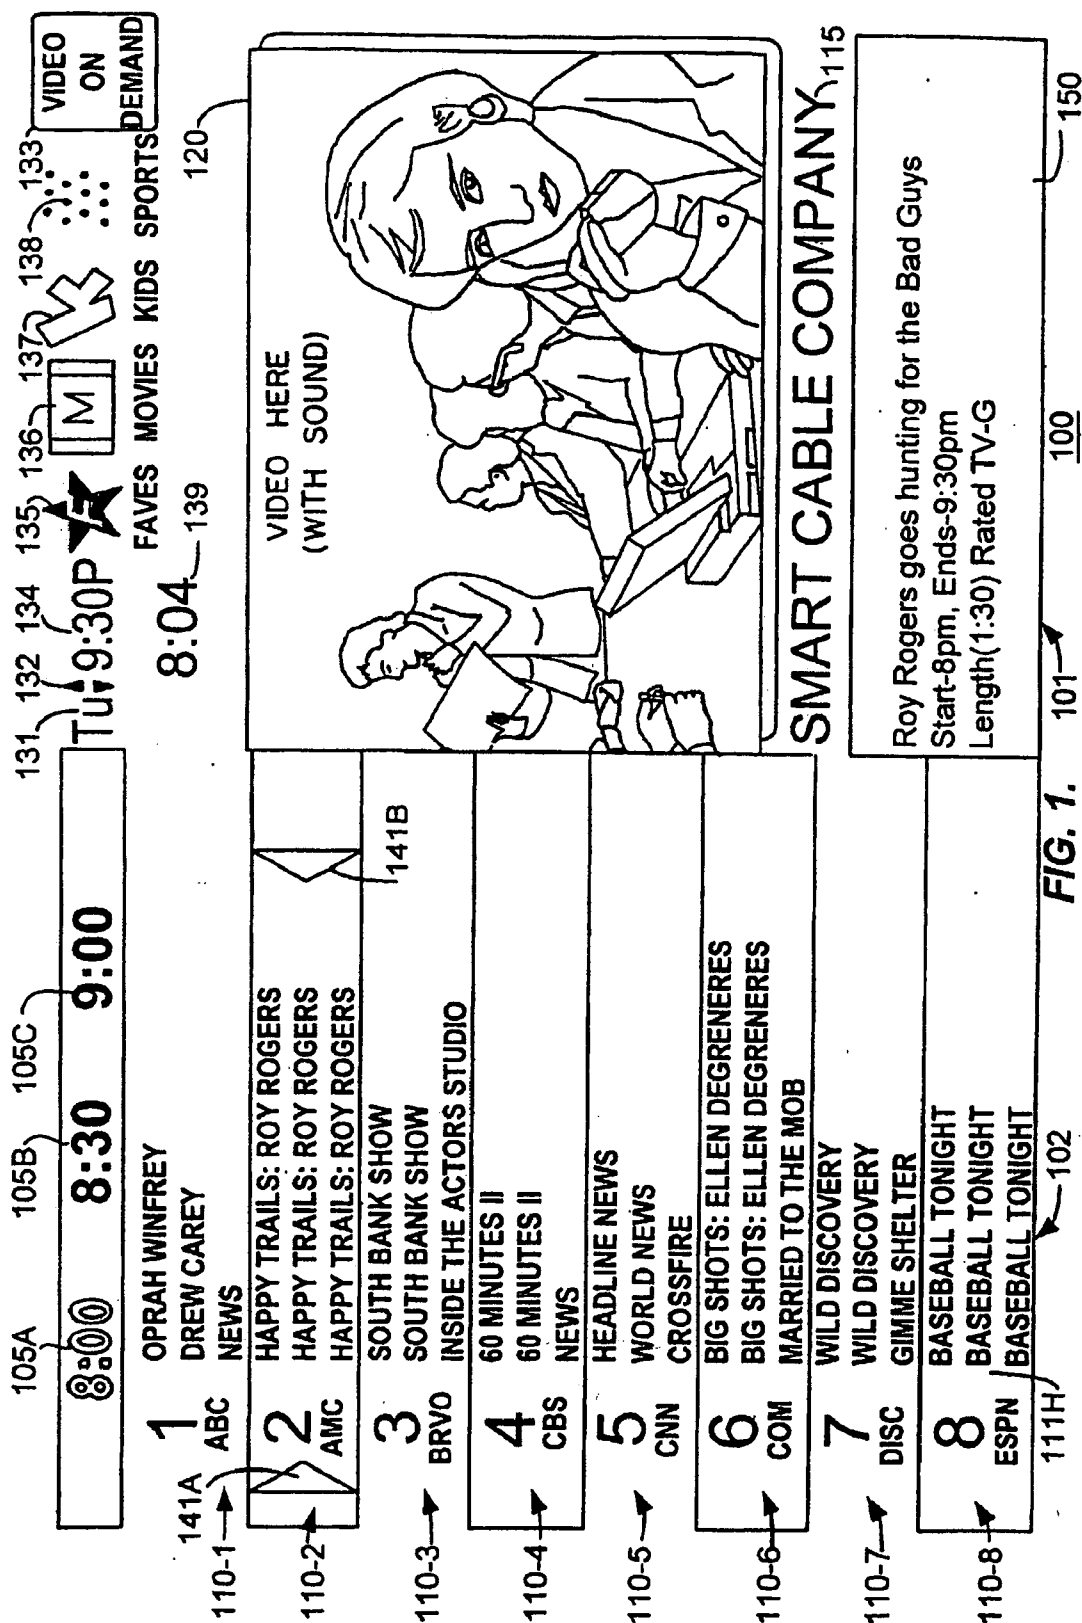 105A 105B 105C
8:00 8:30 9:00
131 132 134 135 136 137 138 133
Tu 9:30P M K
FAVES MOVIES KIDS SPORTS
VIDEO
ON
DEMAND
8:04 139
120
110-1
1
ABC
OPRAH WINFREY
DREW CAREY
NEWS
141A
110-2
2
AMC
HAPPY TRAILS: ROY ROGERS
HAPPY TRAILS: ROY ROGERS
HAPPY TRAILS: ROY ROGERS
141B
110-3
3
BRVO
SOUTH BANK SHOW
SOUTH BANK SHOW
INSIDE THE ACTORS STUDIO
110-4
4
CBS
60 MINUTES II
60 MINUTES II
NEWS
110-5
5
CNN
HEADLINE NEWS
WORLD NEWS
CROSSFIRE
110-6
6
COM
BIG SHOTS: ELLEN DEGRENERES
BIG SHOTS: ELLEN DEGRENERES
MARRIED TO THE MOB
110-7
7
DISC
WILD DISCOVERY
WILD DISCOVERY
GIMME SHELTER
110-8
8
ESPN
BASEBALL TONIGHT
BASEBALL TONIGHT
BASEBALL TONIGHT
111H
102
VIDEO HERE
(WITH SOUND)
SMART CABLE COMPANY 115
Roy Rogers goes hunting for the Bad Guys
Start-8pm, Ends-9:30pm
Length(1:30) Rated TV-G
150
101
100
FIG. 1.